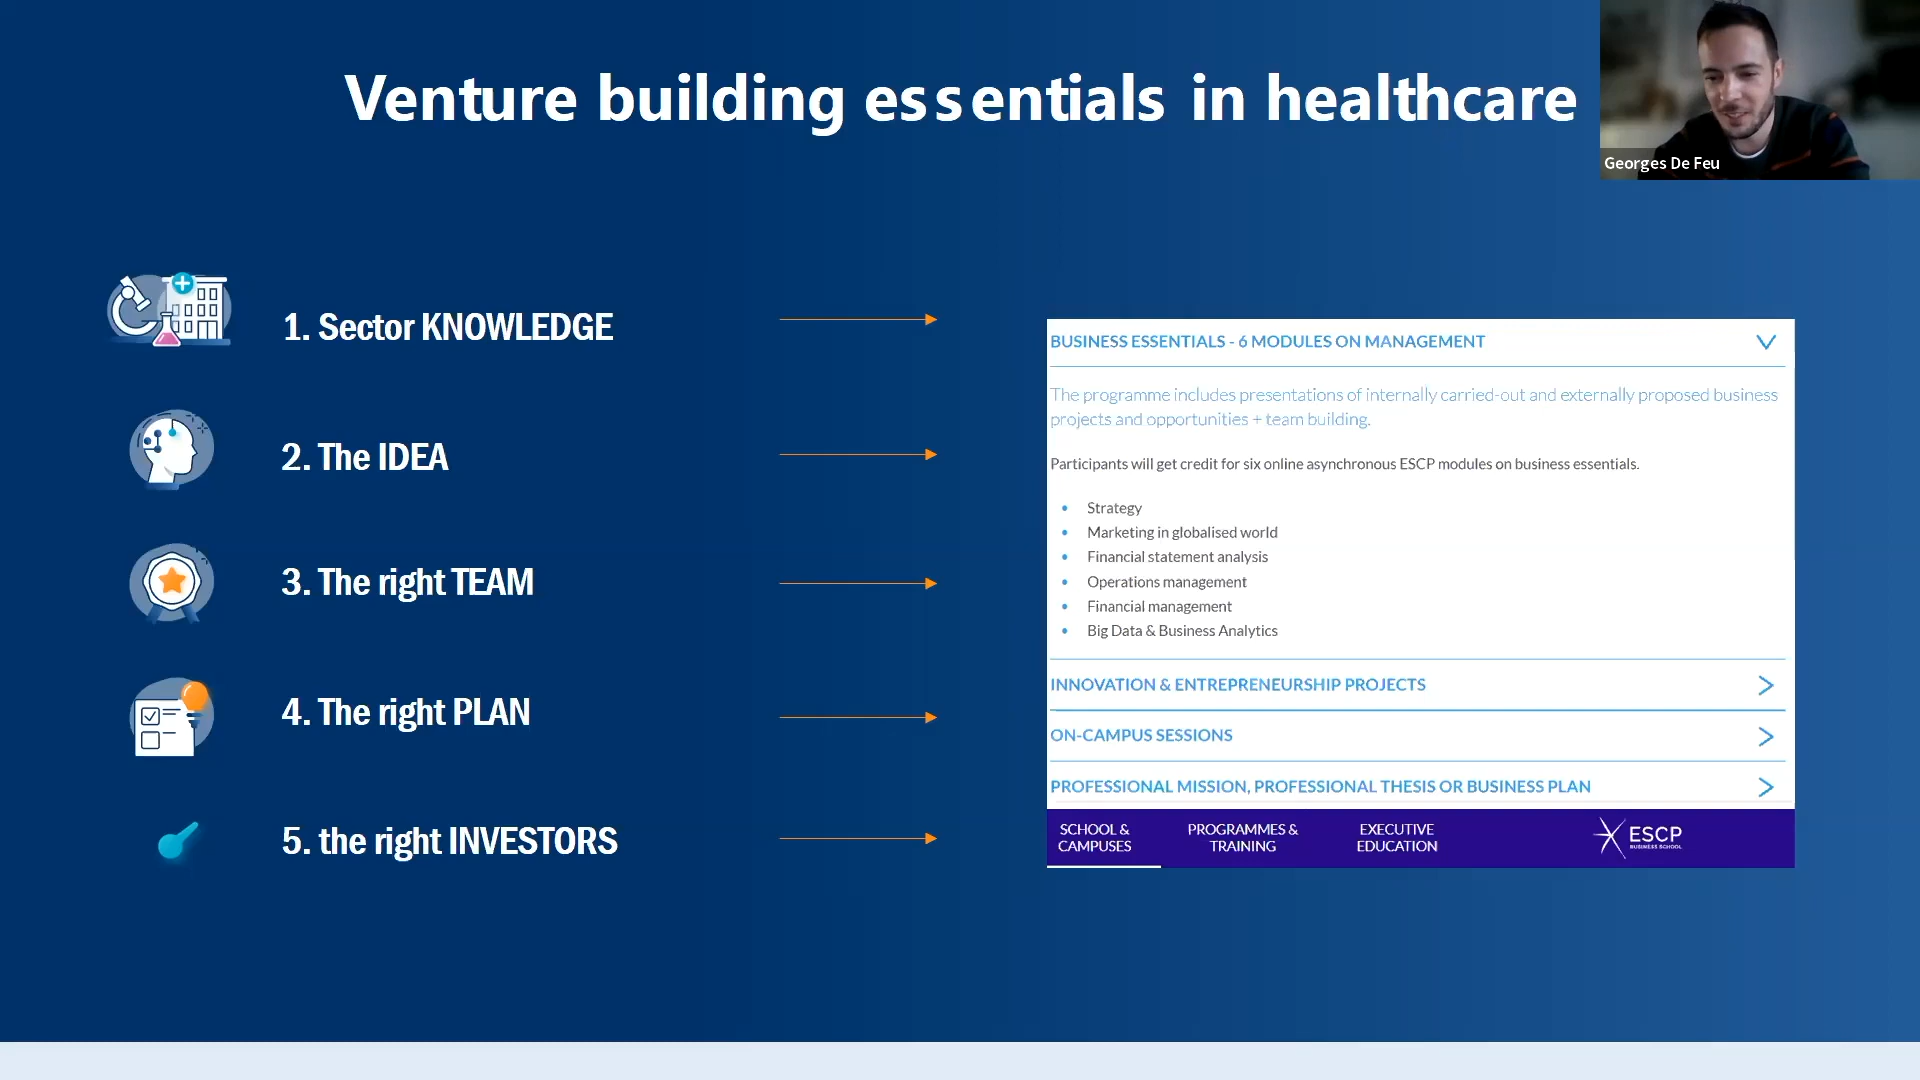 Venture building essentials in healthcare
Georges De Feu
1. Sector KNOWLEDGE
2. The IDEA
3. The right TEAM
4. The right PLAN
5. the right INVESTORS
BUSINESS ESSENTIALS - 6 MODULES ON MANAGEMENT
The programme includes presentations of internally carried-out and externally proposed business
projects and opportunities + team building.
Participants will get credit for six online asynchronous ESCP modules on business essentials.
• Strategy
• Marketing in globalised world
• Financial statement analysis
• Operations management
• Financial management
• Big Data & Business Analytics
INNOVATION & ENTREPRENEURSHIP PROJECTS
ON-CAMPUS SESSIONS
PROFESSIONAL MISSION, PROFESSIONAL THESIS OR BUSINESS PLAN
SCHOOL &
CAMPUSES
PROGRAMMES &
TRAINING
EXECUTIVE
EDUCATION
ESCP
BUSINESS SCHOOL